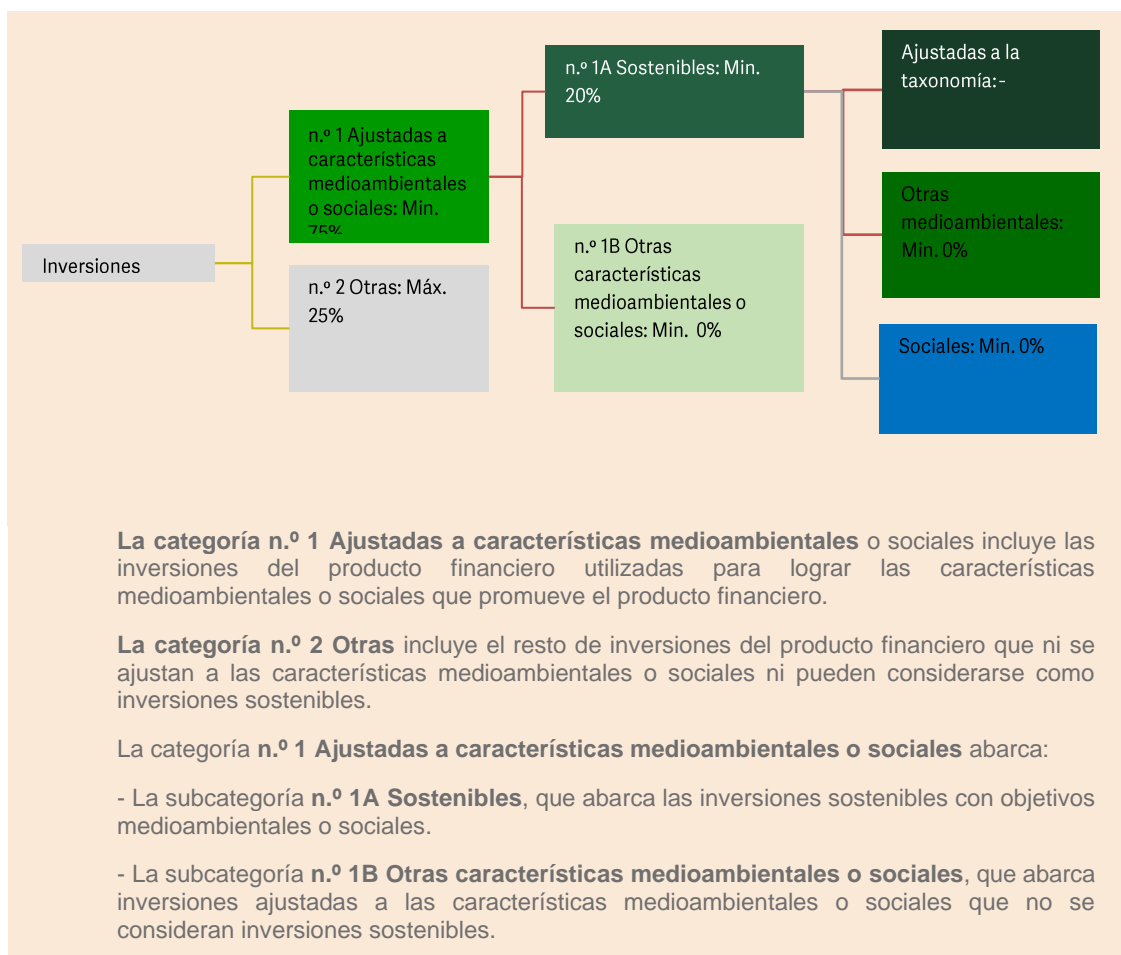 Inversiones
n.º 1 Ajustadas a
características
medioambientales
o sociales: Min.
75%
n.º 2 Otras: Máx.
25%
n.º 1A Sostenibles: Min.
20%
n.º 1B Otras
características
medioambientales o
sociales: Min. 0%
Ajustadas a la
taxonomía:-
Otras
medioambientales:
Min. 0%
Sociales: Min. 0%
La categoría n.º 1 Ajustadas a características medioambientales o sociales incluye las
inversiones del producto financiero utilizadas para lograr las características
medioambientales o sociales que promueve el producto financiero.
La categoría n.º 2 Otras incluye el resto de inversiones del producto financiero que ni se
ajustan a las características medioambientales o sociales ni pueden considerarse como
inversiones sostenibles.
La categoría n.º 1 Ajustadas a características medioambientales o sociales abarca:
- La subcategoría n.º 1A Sostenibles, que abarca las inversiones sostenibles con objetivos
medioambientales o sociales.
- La subcategoría n.º 1B Otras características medioambientales o sociales, que abarca
inversiones ajustadas a las características medioambientales o sociales que no se
consideran inversiones sostenibles.